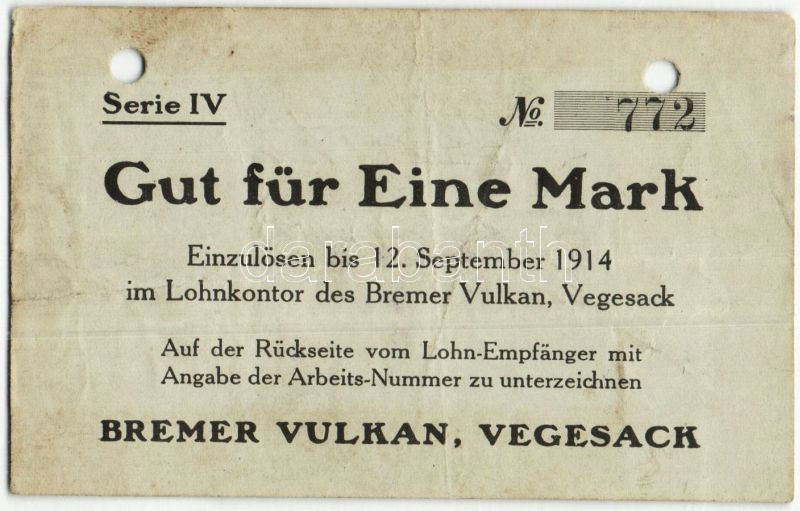 Serie IV
No. 772
Gut für Eine Mark
Einzulösen bis 12. September 1914
im Lohnkontor des Bremer Vulkan, Vegesack
darabanth
Auf der Rückseite vom Lohn-Empfänger mit
Angabe der Arbeits-Nummer zu unterzeichnen
BREMER VULKAN, VEGESACK